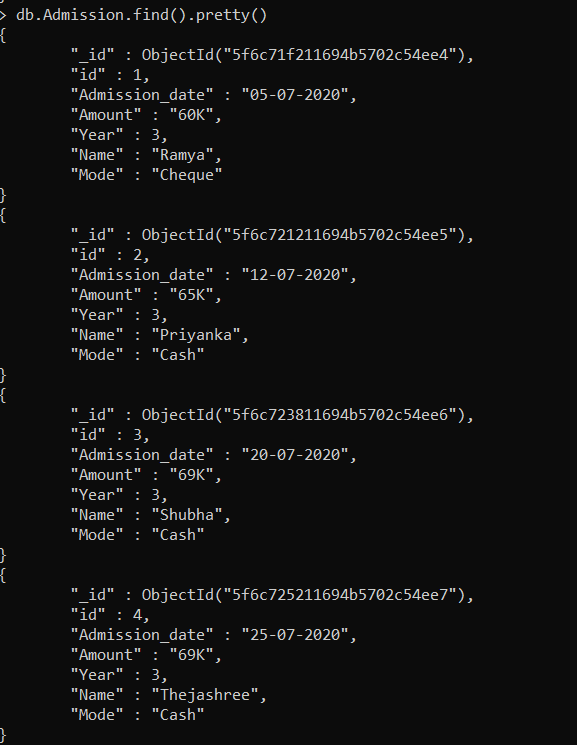 > db.Admission.find().pretty()
{
"_id" : ObjectId("5f6c71f211694b5702c54ee4"),
"id" : 1,
"Admission_date" : "05-07-2020",
"Amount" : "60K",
"Year" : 3,
"Name" : "Ramya",
"Mode" : "Cheque"
}
{
"_id" : ObjectId("5f6c721211694b5702c54ee5"),
"id" : 2,
"Admission_date" : "12-07-2020",
"Amount" : "65K",
"Year" : 3,
"Name" : "Priyanka",
"Mode" : "Cash"
}
{
"_id" : ObjectId("5f6c723811694b5702c54ee6"),
"id" : 3,
"Admission_date" : "20-07-2020",
"Amount" : "69K",
"Year" : 3,
"Name" : "Shubha",
"Mode" : "Cash"
}
{
"_id" : ObjectId("5f6c725211694b5702c54ee7"),
"id" : 4,
"Admission_date" : "25-07-2020",
"Amount" : "69K",
"Year" : 3,
"Name" : "Thejashree",
"Mode" : "Cash"
}